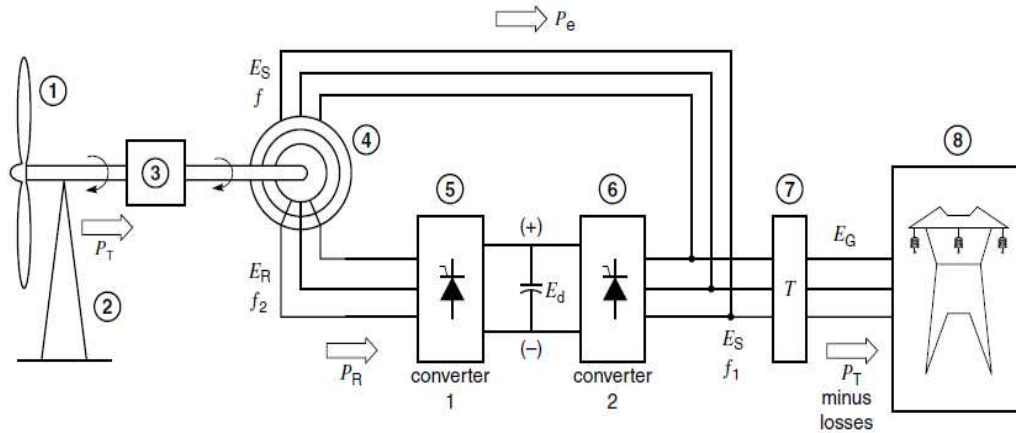 Pe
ES
f
1
4
8
3
5
6
7
PT
(+)
EG
ER
f2
Ed
T
2
(–)
ES
f1
PR
converter
1
converter
2
PT
minus
losses